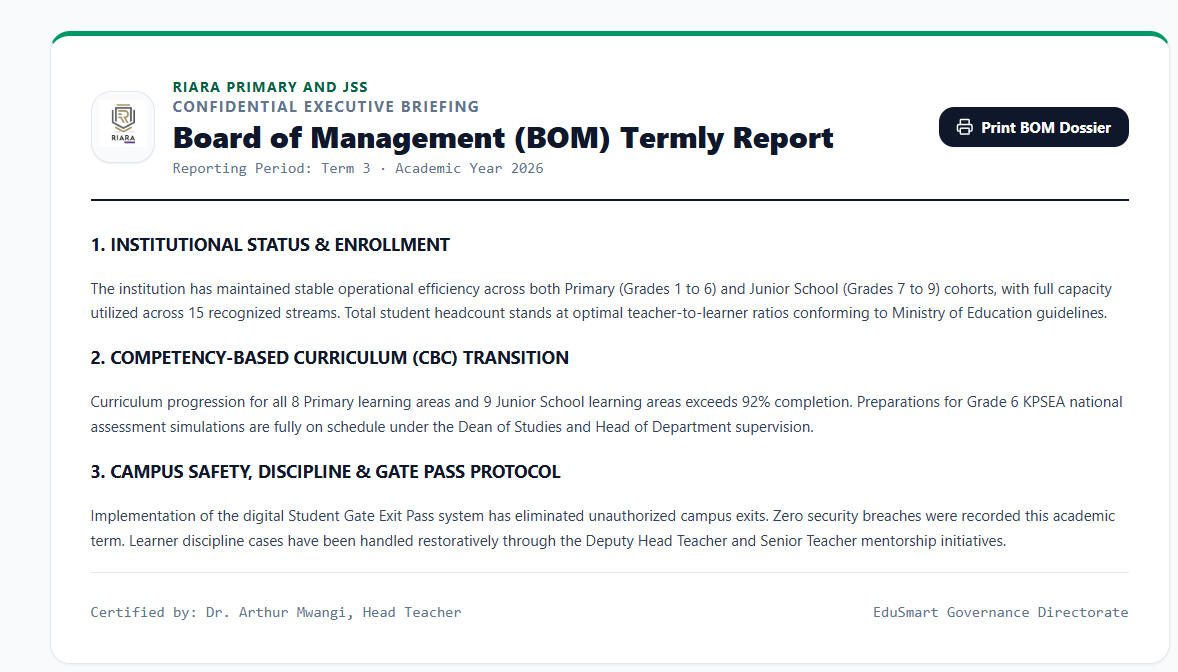 RIARA PRIMARY AND JSS
CONFIDENTIAL EXECUTIVE BRIEFING
RIARA
Board of Management (BOM) Termly Report
Print BOM Dossier
Reporting Period: Term 3 · Academic Year 2026
1. INSTITUTIONAL STATUS & ENROLLMENT
The institution has maintained stable operational efficiency across both Primary (Grades 1 to 6) and Junior School (Grades 7 to 9) cohorts, with full capacity
utilized across 15 recognized streams. Total student headcount stands at optimal teacher-to-learner ratios conforming to Ministry of Education guidelines.
2. COMPETENCY-BASED CURRICULUM (CBC) TRANSITION
Curriculum progression for all 8 Primary learning areas and 9 Junior School learning areas exceeds 92% completion. Preparations for Grade 6 KPSEA national
assessment simulations are fully on schedule under the Dean of Studies and Head of Department supervision.
3. CAMPUS SAFETY, DISCIPLINE & GATE PASS PROTOCOL
Implementation of the digital Student Gate Exit Pass system has eliminated unauthorized campus exits. Zero security breaches were recorded this academic
term. Learner discipline cases have been handled restoratively through the Deputy Head Teacher and Senior Teacher mentorship initiatives.
Certified by: Dr. Arthur Mwangi, Head Teacher
EduSmart Governance Directorate